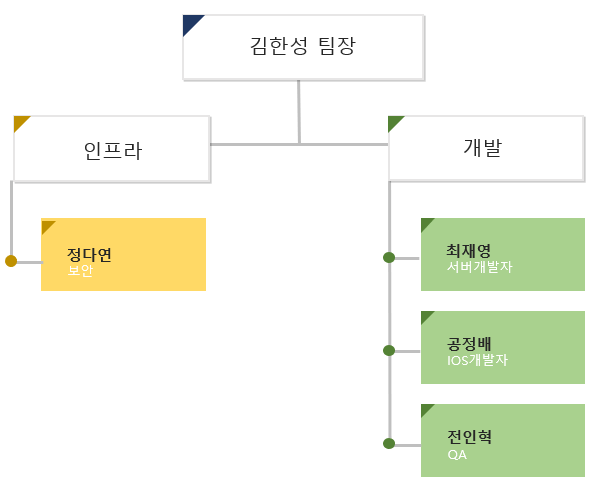 김한성 팀장
인프라
개발
정다연
보안
최재영
서버개발자
공정배
IOS개발자
전인혁
QA